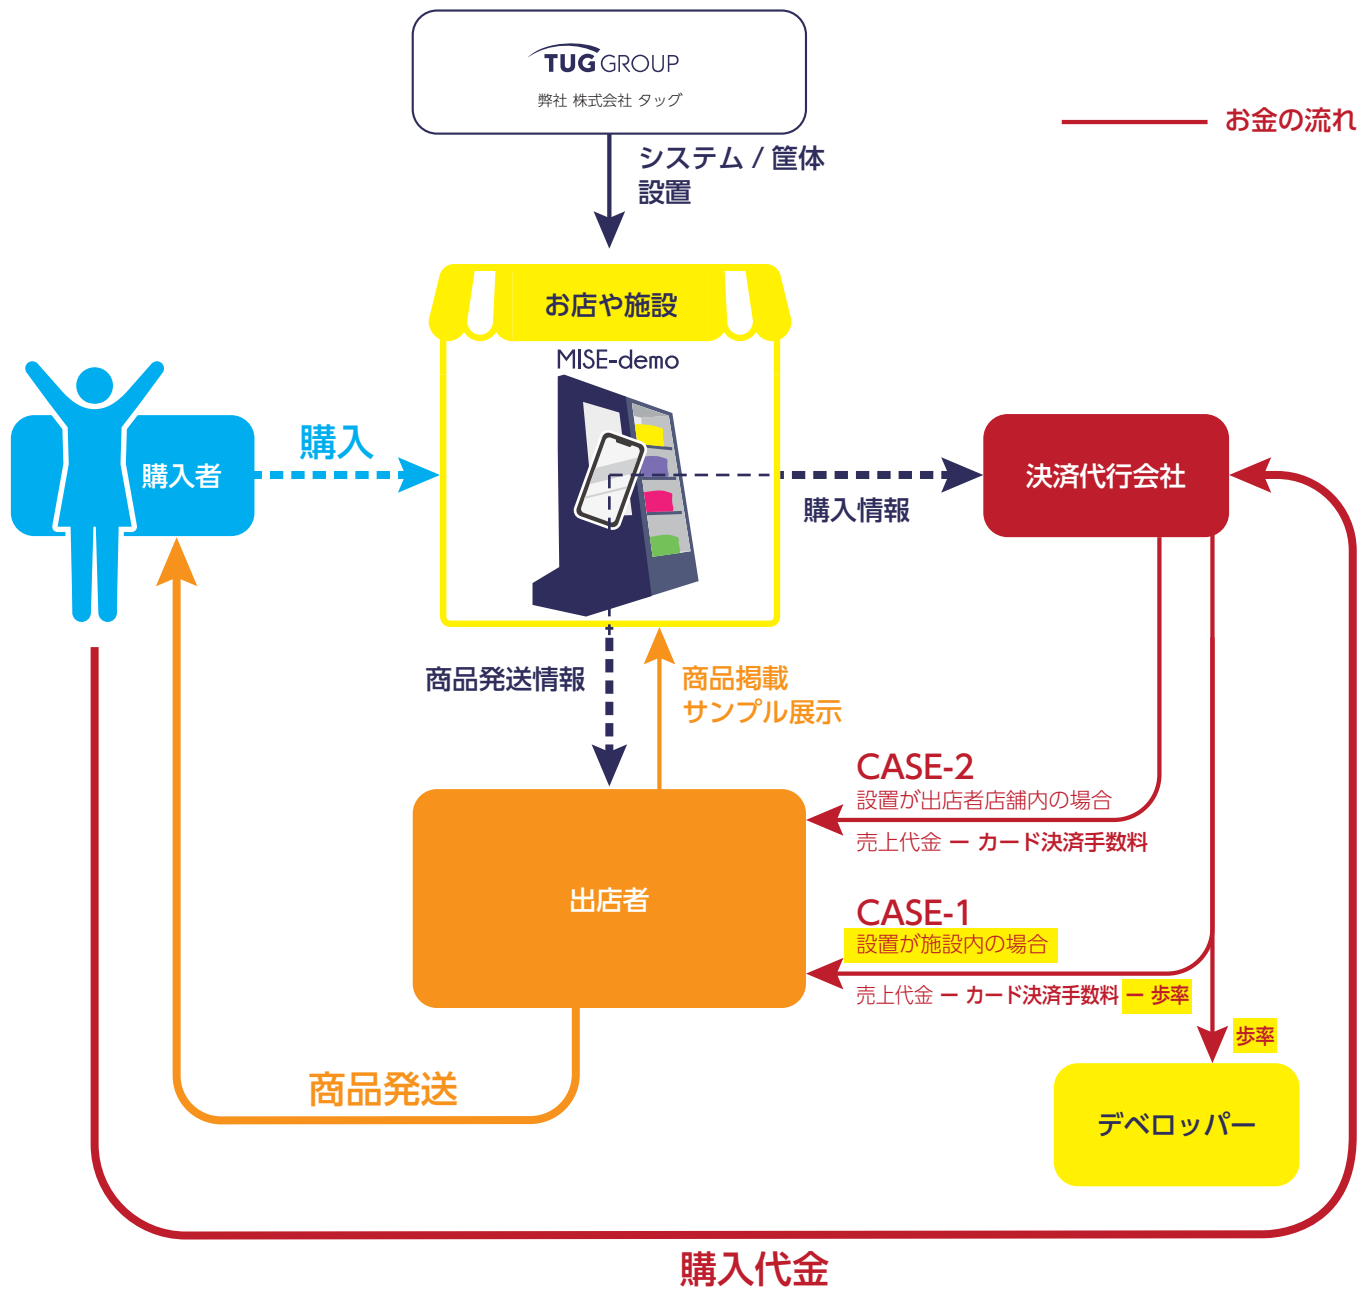 TUG GROUP
弊社 株式会社 タッグ
お金の流れ
システム / 筐体
設置
お店や施設
MISE-demo
購入
購入者
決済代行会社
購入情報
商品発送情報
商品掲載
サンプル展示
CASE-2
設置が出店者店舗内の場合
売上代金 ー カード決済手数料
出店者
CASE-1
設置が施設内の場合
売上代金 ー カード決済手数料 ー 歩率
歩率
商品発送
デベロッパー
購入代金